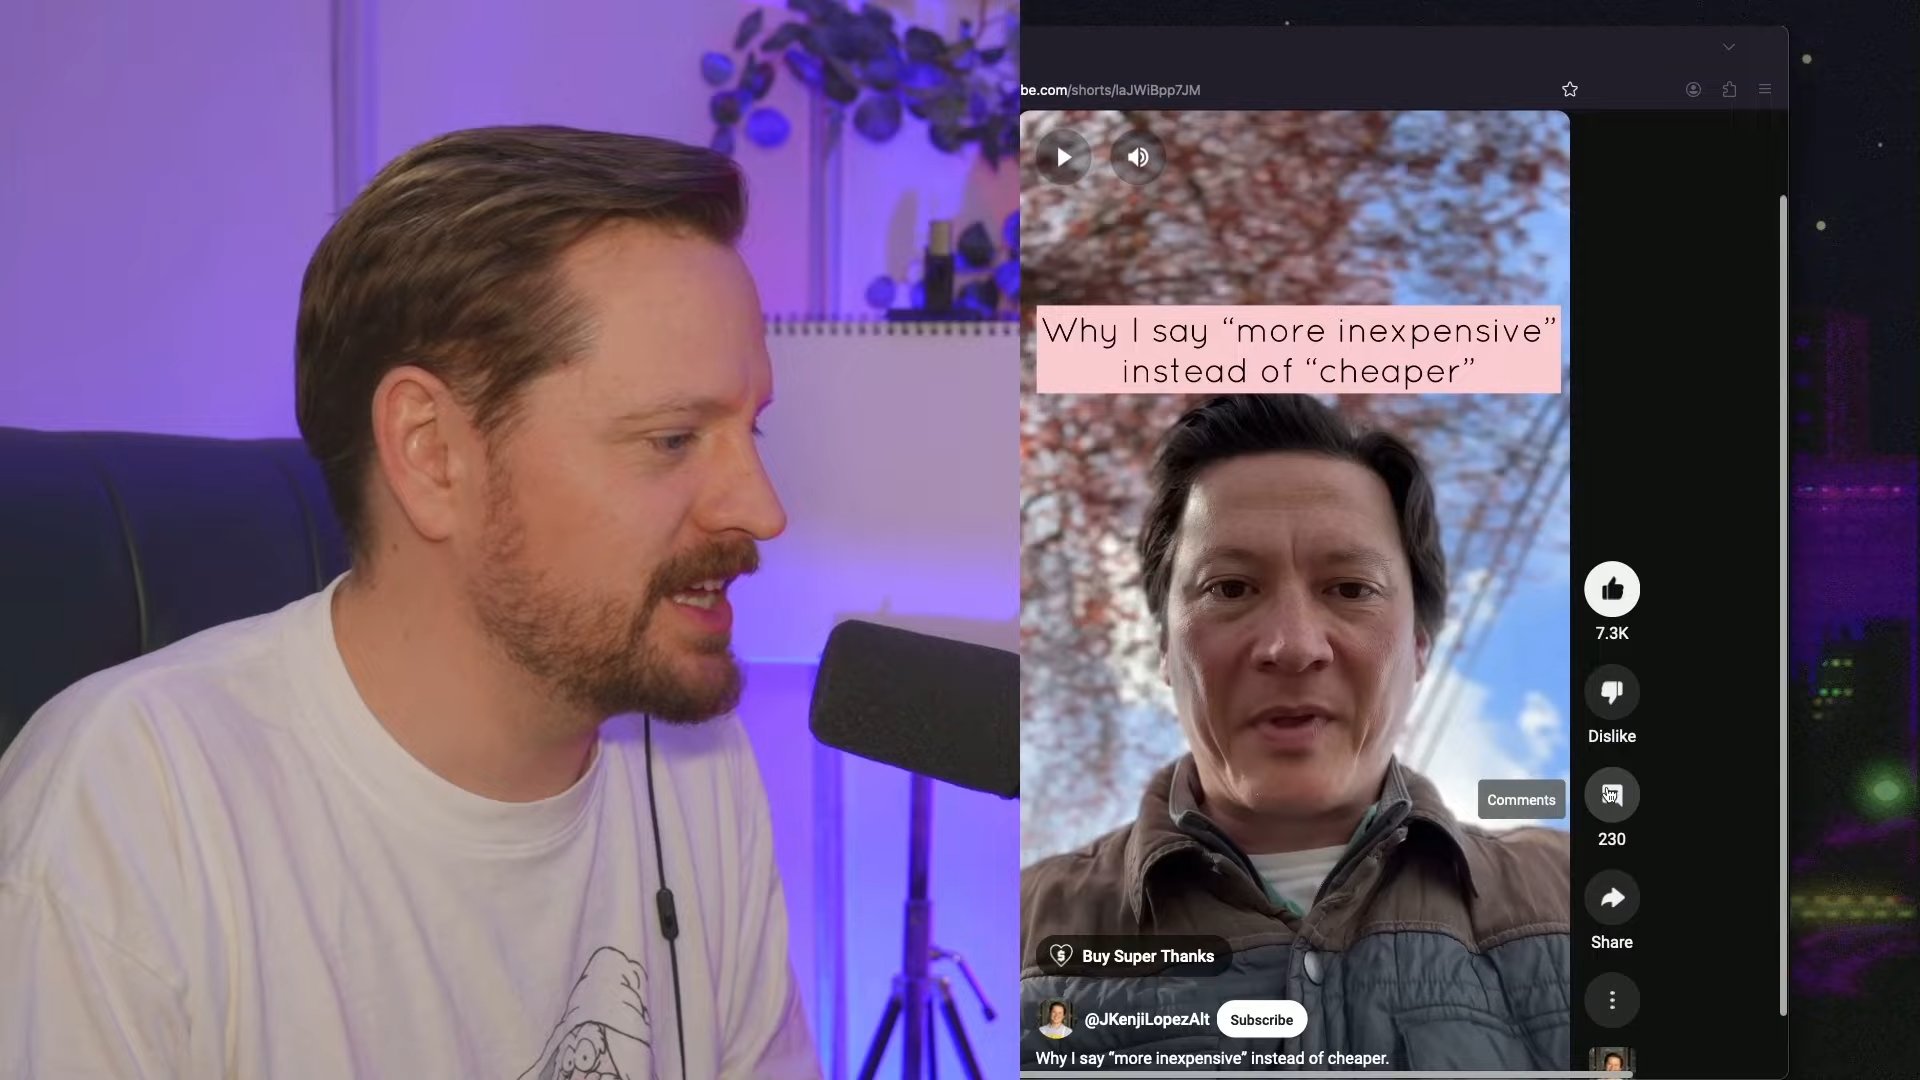 be.com/shorts/laJWiBpp7JM
Why I say “more inexpensive”
instead of “cheaper”
7.3K
Dislike
Comments
230
Share
Buy Super Thanks
@JKenjiLopezAlt
Subscribe
Why I say “more inexpensive” instead of cheaper.